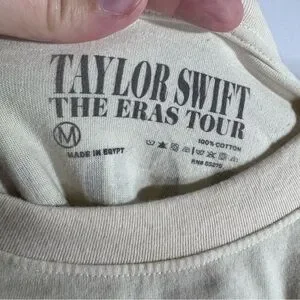 TAYLOR SWIFT
THE ERAS TOUR
M
100% COTTON
MADE IN EGYPT